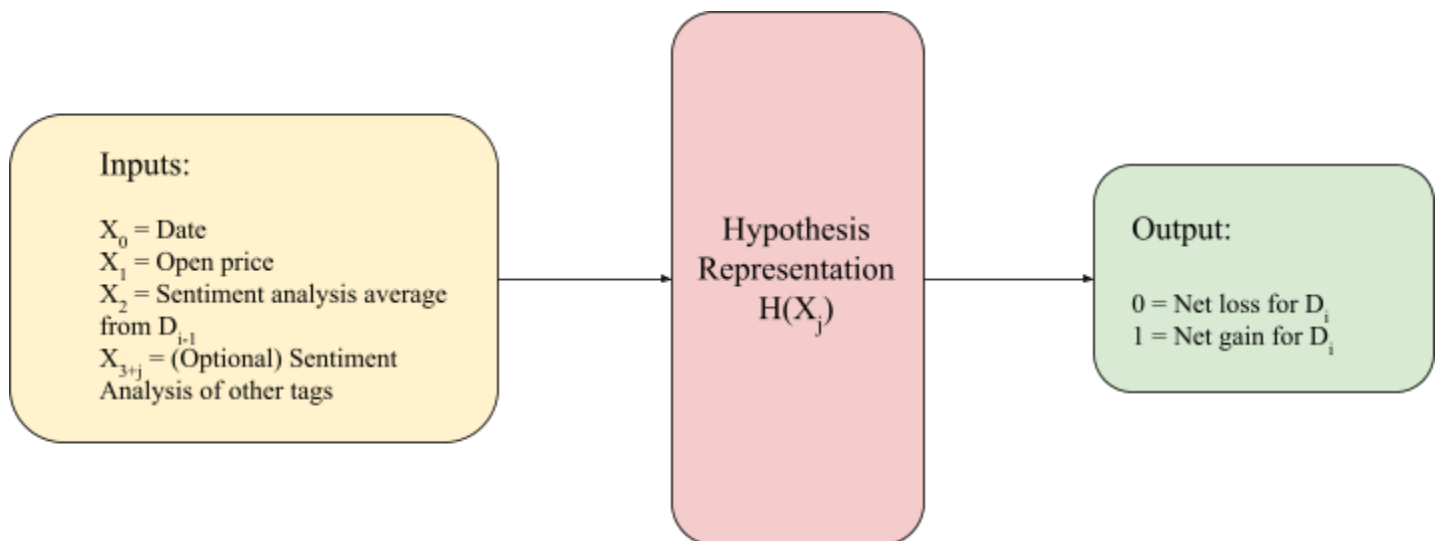 Inputs:
X₀ = Date
X₁ = Open price
X₂ = Sentiment analysis average
from Dᵢ₋₁
X₃₊ⱼ = (Optional) Sentiment
Analysis of other tags
Hypothesis
Representation
H(Xⱼ)
Output:
0 = Net loss for Dᵢ
1 = Net gain for Dᵢ